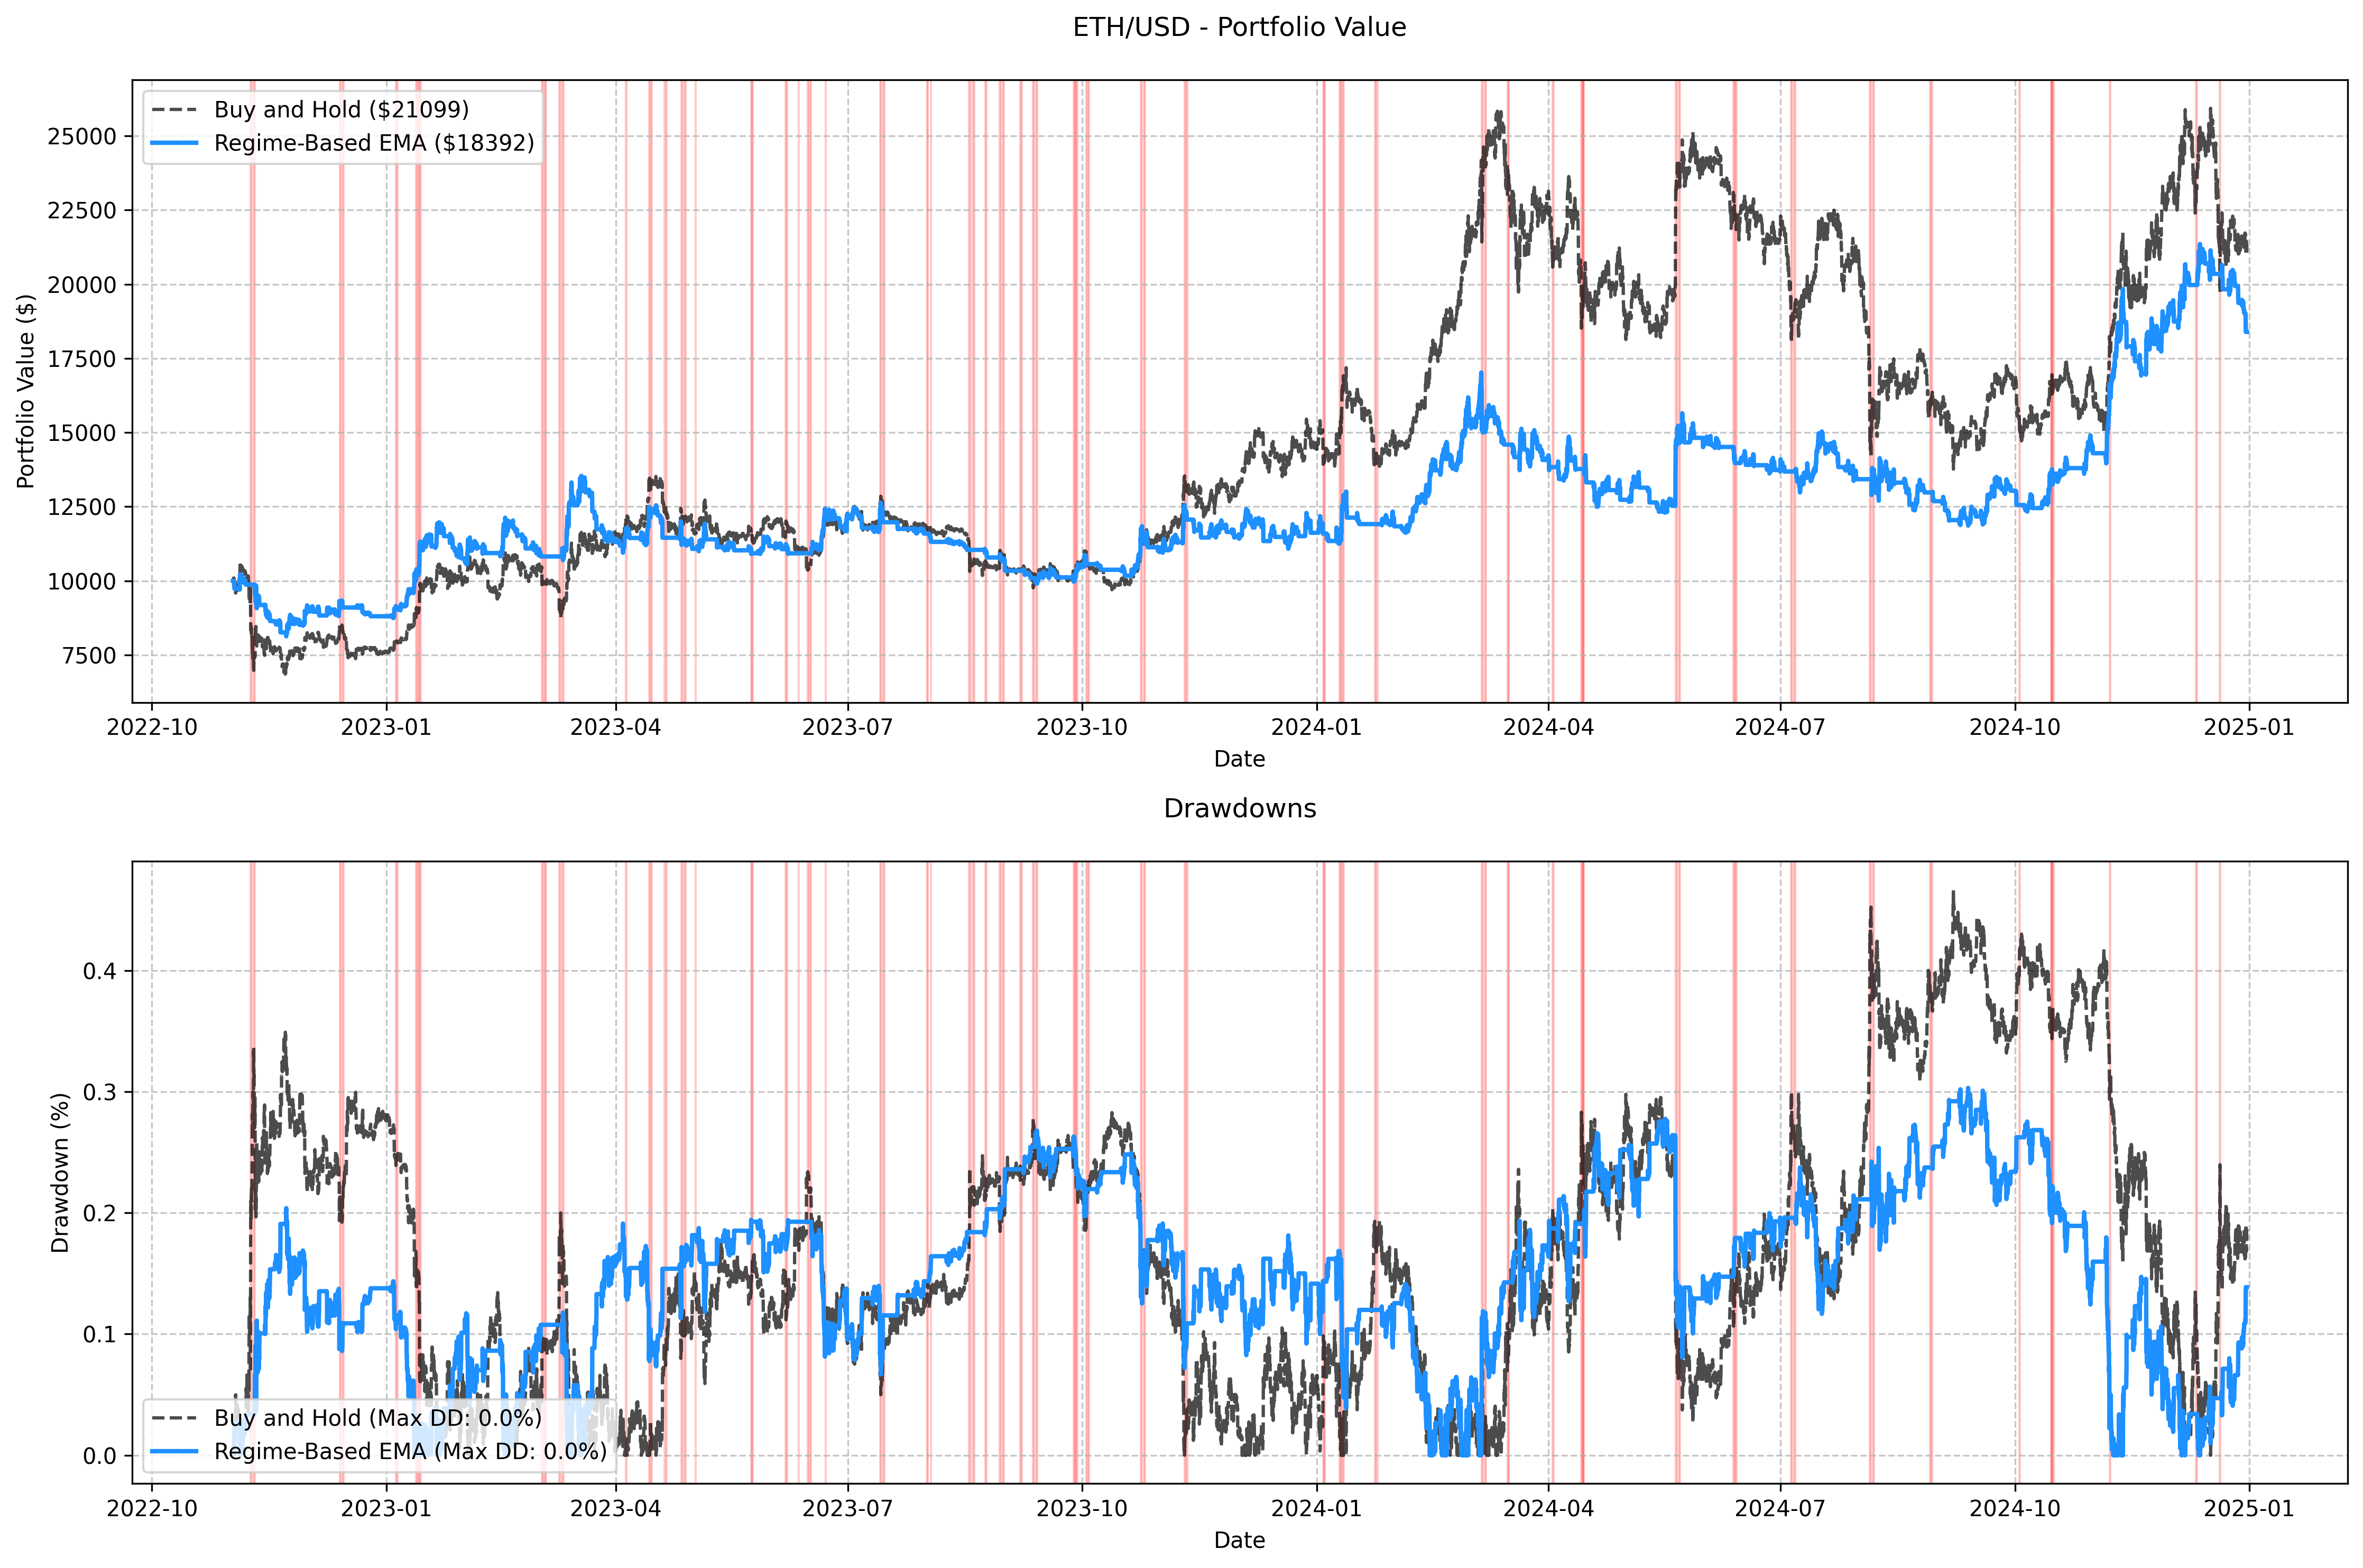 ETH/USD - Portfolio Value
Buy and Hold ($21099)
Regime-Based EMA ($18392)
Portfolio Value ($)
25000
22500
20000
17500
15000
12500
10000
7500
2022-10 2023-01 2023-04 2023-07 2023-10 2024-01 2024-04 2024-07 2024-10 2025-01
Date
Drawdowns
Drawdown (%)
0.4
0.3
0.2
0.1
0.0
Buy and Hold (Max DD: 0.0%)
Regime-Based EMA (Max DD: 0.0%)
2022-10 2023-01 2023-04 2023-07 2023-10 2024-01 2024-04 2024-07 2024-10 2025-01
Date